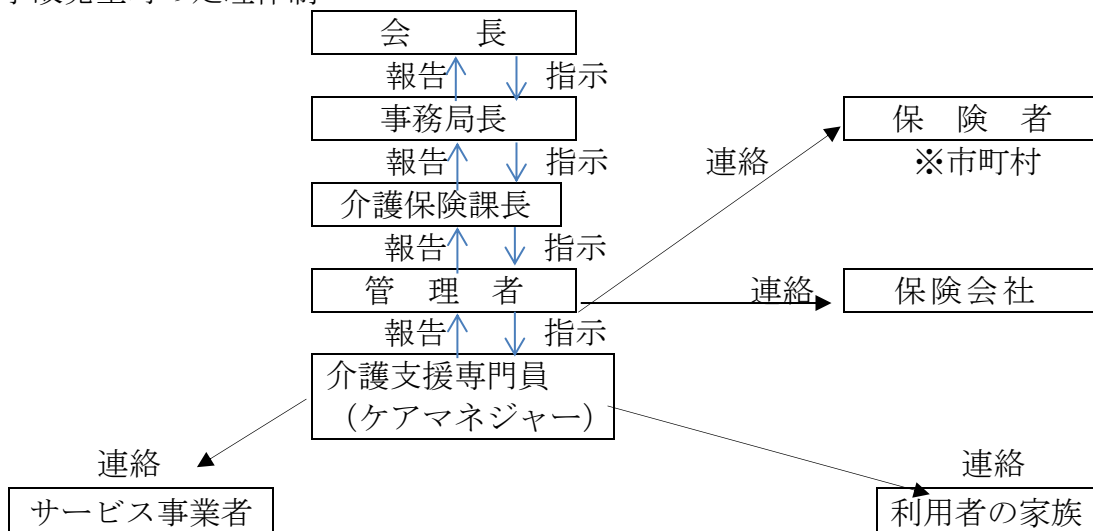 会　　長
報告　指示
事務局長
保　険　者
報告　指示
連絡
※市町村
介護保険課長
報告　指示
管　理　者
連絡
保険会社
報告　指示
介護支援専門員
（ケアマネジャー）
連絡
連絡
サービス事業者
利用者の家族